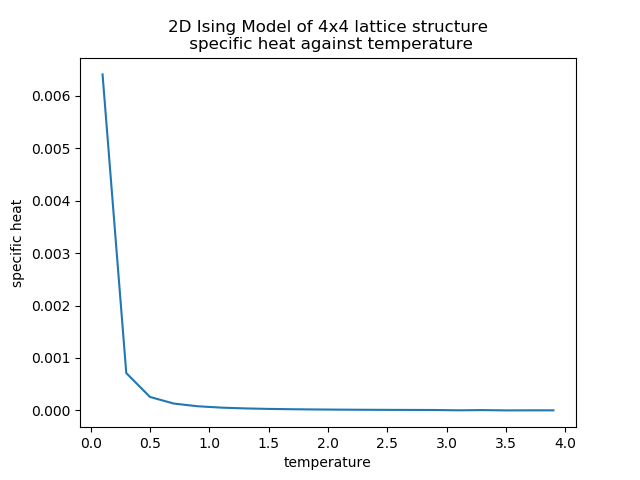 2D Ising Model of 4x4 lattice structure
specific heat against temperature
specific heat
0.006
0.005
0.004
0.003
0.002
0.001
0.000
0.0 0.5 1.0 1.5 2.0 2.5 3.0 3.5 4.0
temperature